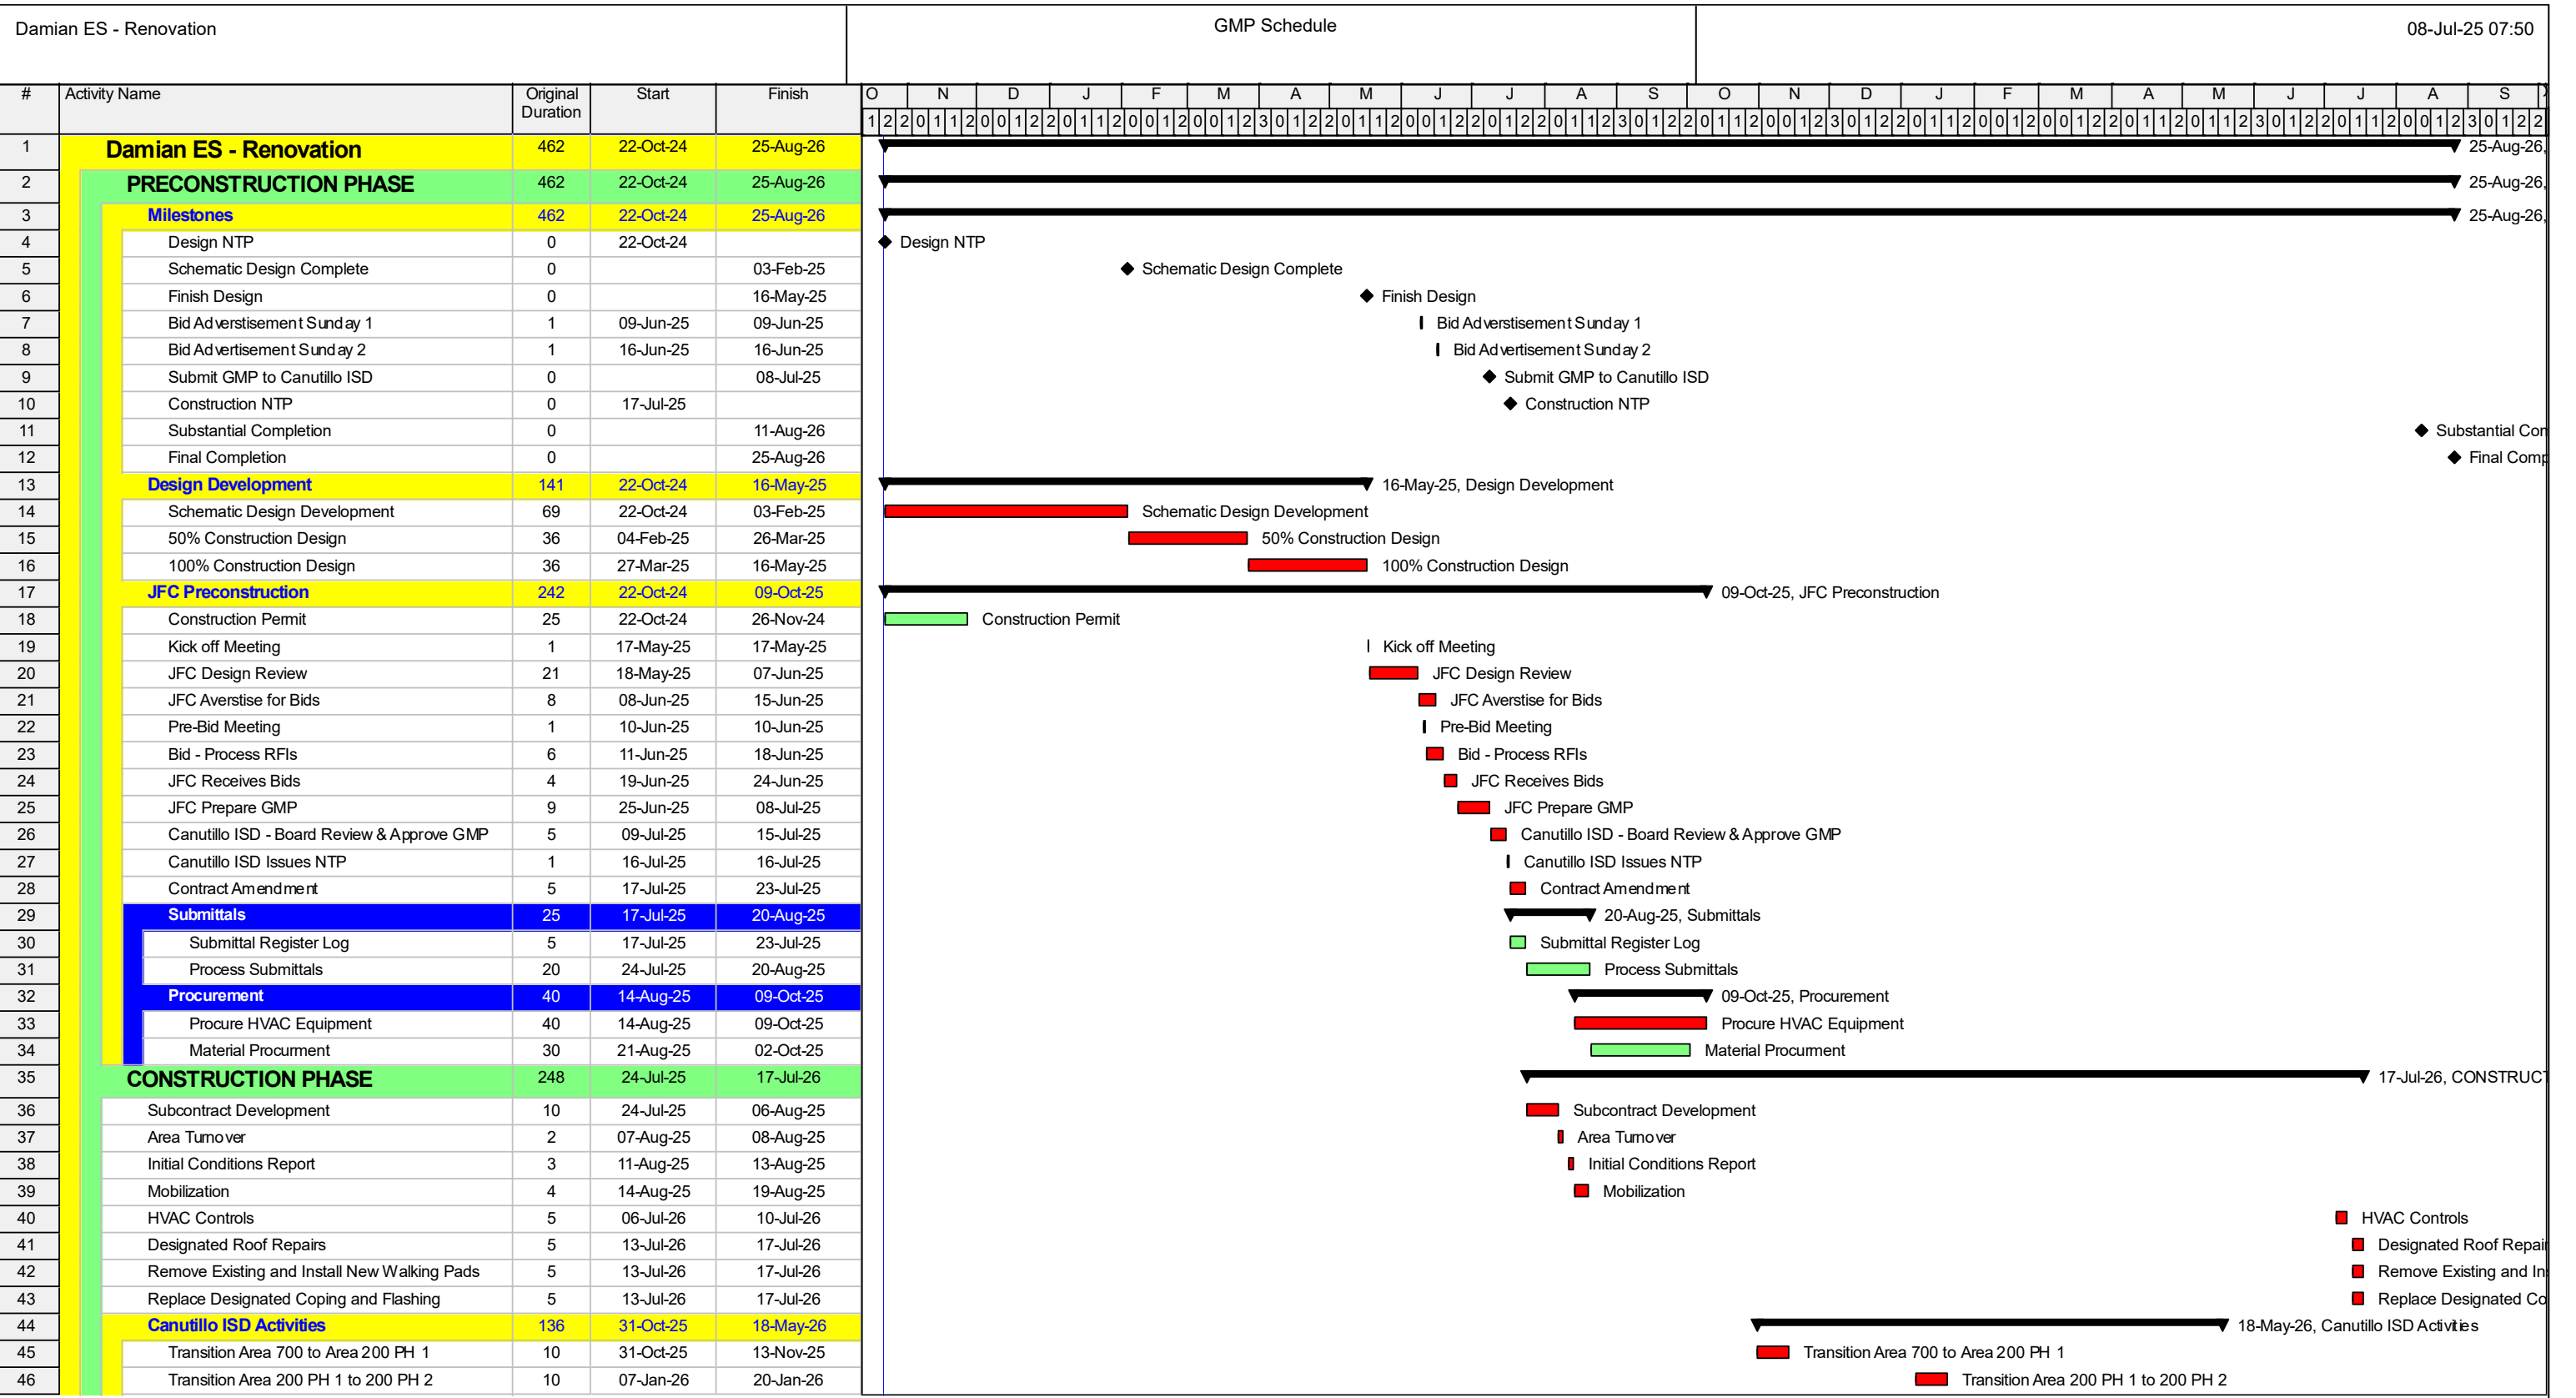 Damian ES - Renovation GMP Schedule 08-Jul-25 07:50
# Activity Name Original Duration Start Finish O N D J F M A M J J A S O N D J F M A M J J A S
1 Damian ES - Renovation 462 22-Oct-24 25-Aug-26 25-Aug-26,
2 PRECONSTRUCTION PHASE 462 22-Oct-24 25-Aug-26 25-Aug-26,
3 Milestones 462 22-Oct-24 25-Aug-26 25-Aug-26,
4 Design NTP 0 22-Oct-24 Design NTP
5 Schematic Design Complete 0 03-Feb-25 Schematic Design Complete
6 Finish Design 0 16-May-25 Finish Design
7 Bid Adverstisement Sunday 1 1 09-Jun-25 09-Jun-25 Bid Adverstisement Sunday 1
8 Bid Advertisement Sunday 2 1 16-Jun-25 16-Jun-25 Bid Advertisement Sunday 2
9 Submit GMP to Canutillo ISD 0 08-Jul-25 Submit GMP to Canutillo ISD
10 Construction NTP 0 17-Jul-25 Construction NTP
11 Substantial Completion 0 11-Aug-26 Substantial Con
12 Final Completion 0 25-Aug-26 Final Comp
13 Design Development 141 22-Oct-24 16-May-25 16-May-25, Design Development
14 Schematic Design Development 69 22-Oct-24 03-Feb-25 Schematic Design Development
15 50% Construction Design 36 04-Feb-25 26-Mar-25 50% Construction Design
16 100% Construction Design 36 27-Mar-25 16-May-25 100% Construction Design
17 JFC Preconstruction 242 22-Oct-24 09-Oct-25 09-Oct-25, JFC Preconstruction
18 Construction Permit 25 22-Oct-24 26-Nov-24 Construction Permit
19 Kick off Meeting 1 17-May-25 17-May-25 Kick off Meeting
20 JFC Design Review 21 18-May-25 07-Jun-25 JFC Design Review
21 JFC Averstise for Bids 8 08-Jun-25 15-Jun-25 JFC Averstise for Bids
22 Pre-Bid Meeting 1 10-Jun-25 10-Jun-25 Pre-Bid Meeting
23 Bid - Process RFIs 6 11-Jun-25 18-Jun-25 Bid - Process RFIs
24 JFC Receives Bids 4 19-Jun-25 24-Jun-25 JFC Receives Bids
25 JFC Prepare GMP 9 25-Jun-25 08-Jul-25 JFC Prepare GMP
26 Canutillo ISD - Board Review & Approve GMP 5 09-Jul-25 15-Jul-25 Canutillo ISD - Board Review & Approve GMP
27 Canutillo ISD Issues NTP 1 16-Jul-25 16-Jul-25 Canutillo ISD Issues NTP
28 Contract Amendment 5 17-Jul-25 23-Jul-25 Contract Amendment
29 Submittals 25 17-Jul-25 20-Aug-25 20-Aug-25, Submittals
30 Submittal Register Log 5 17-Jul-25 23-Jul-25 Submittal Register Log
31 Process Submittals 20 24-Jul-25 20-Aug-25 Process Submittals
32 Procurement 40 14-Aug-25 09-Oct-25 09-Oct-25, Procurement
33 Procure HVAC Equipment 40 14-Aug-25 09-Oct-25 Procure HVAC Equipment
34 Material Procurment 30 21-Aug-25 02-Oct-25 Material Procurment
35 CONSTRUCTION PHASE 248 24-Jul-25 17-Jul-26 17-Jul-26, CONSTRUCT
36 Subcontract Development 10 24-Jul-25 06-Aug-25 Subcontract Development
37 Area Turnover 2 07-Aug-25 08-Aug-25 Area Turnover
38 Initial Conditions Report 3 11-Aug-25 13-Aug-25 Initial Conditions Report
39 Mobilization 4 14-Aug-25 19-Aug-25 Mobilization
40 HVAC Controls 5 06-Jul-26 10-Jul-26 HVAC Controls
41 Designated Roof Repairs 5 13-Jul-26 17-Jul-26 Designated Roof Repair
42 Remove Existing and Install New Walking Pads 5 13-Jul-26 17-Jul-26 Remove Existing and In
43 Replace Designated Coping and Flashing 5 13-Jul-26 17-Jul-26 Replace Designated Co
44 Canutillo ISD Activities 136 31-Oct-25 18-May-26 18-May-26, Canutillo ISD Activities
45 Transition Area 700 to Area 200 PH 1 10 31-Oct-25 13-Nov-25 Transition Area 700 to Area 200 PH 1
46 Transition Area 200 PH 1 to 200 PH 2 10 07-Jan-26 20-Jan-26 Transition Area 200 PH 1 to 200 PH 2